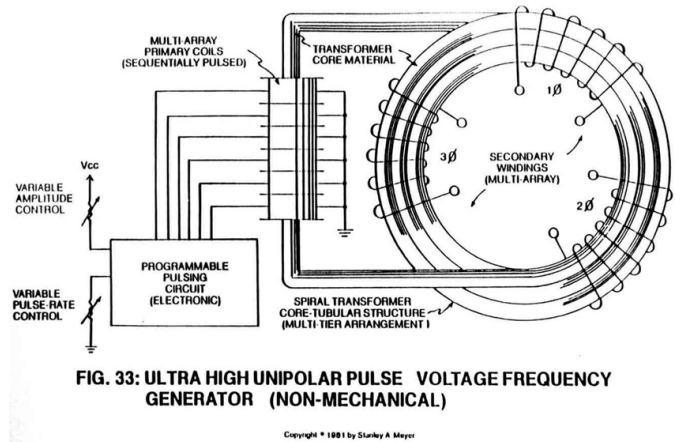 MULTI-ARRAY
PRIMARY COILS
(SEQUENTIALLY PULSED)
TRANSFORMER
CORE MATERIAL
1Ø
3Ø
SECONDARY
WINDINGS
(MULTI-ARRAY)
2Ø
Vcc
VARIABLE
AMPLITUDE
CONTROL
PROGRAMMABLE
PULSING
CIRCUIT
(ELECTRONIC)
VARIABLE
PULSE-RATE
CONTROL
SPIRAL TRANSFORMER
CORE-TUBULAR STRUCTURE
(MULTI-TIER ARRANGEMENT)
FIG. 33: ULTRA HIGH UNIPOLAR PULSE VOLTAGE FREQUENCY
GENERATOR (NON-MECHANICAL)
Copyright © 1981 by Stanley A Meyer